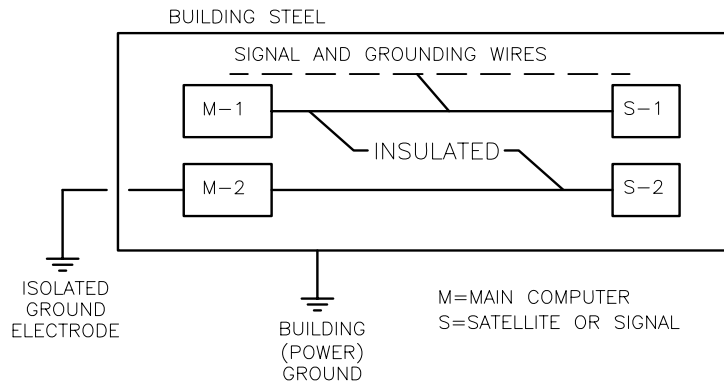 BUILDING STEEL
SIGNAL AND GROUNDING WIRES
M-1
S-1
INSULATED
M-2
S-2
ISOLATED
GROUND
ELECTRODE
BUILDING
(POWER)
GROUND
M=MAIN COMPUTER
S=SATELLITE OR SIGNAL